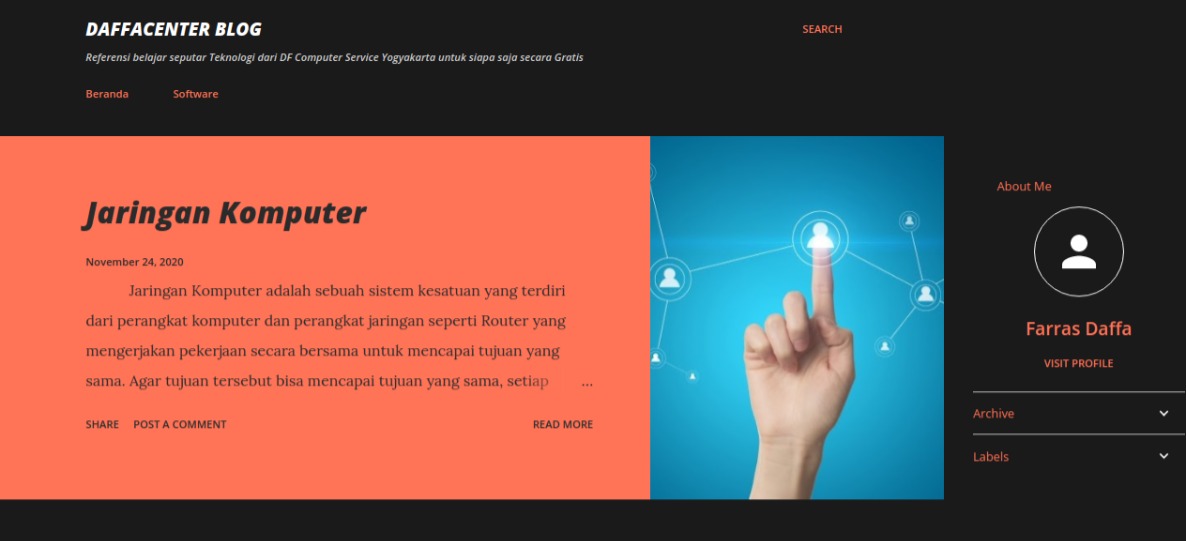 DAFFACENTER BLOG
SEARCH
Referensi belajar seputar Teknologi dari DF Computer Service Yogyakarta untuk siapa saja secara Gratis
Beranda Software
Jaringan Komputer
November 24, 2020
Jaringan Komputer adalah sebuah sistem kesatuan yang terdiri
dari perangkat komputer dan perangkat jaringan seperti Router yang
mengerjakan pekerjaan secara bersama untuk mencapai tujuan yang
sama. Agar tujuan tersebut bisa mencapai tujuan yang sama, setiap ...
SHARE POST A COMMENT READ MORE
About Me
Farras Daffa
VISIT PROFILE
Archive
Labels